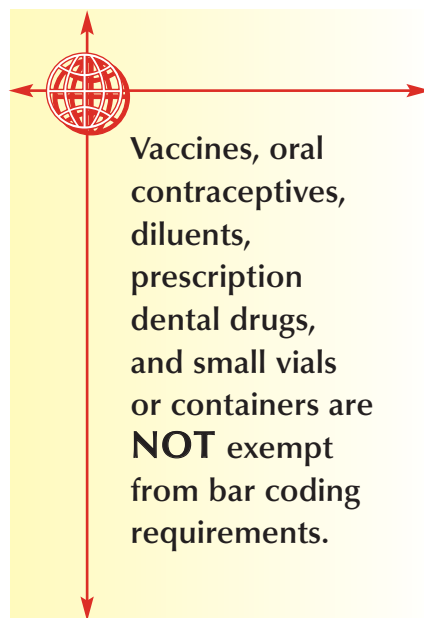 Vaccines, oral
contraceptives,
diluents,
prescription
dental drugs,
and small vials
or containers are
NOT exempt
from bar coding
requirements.